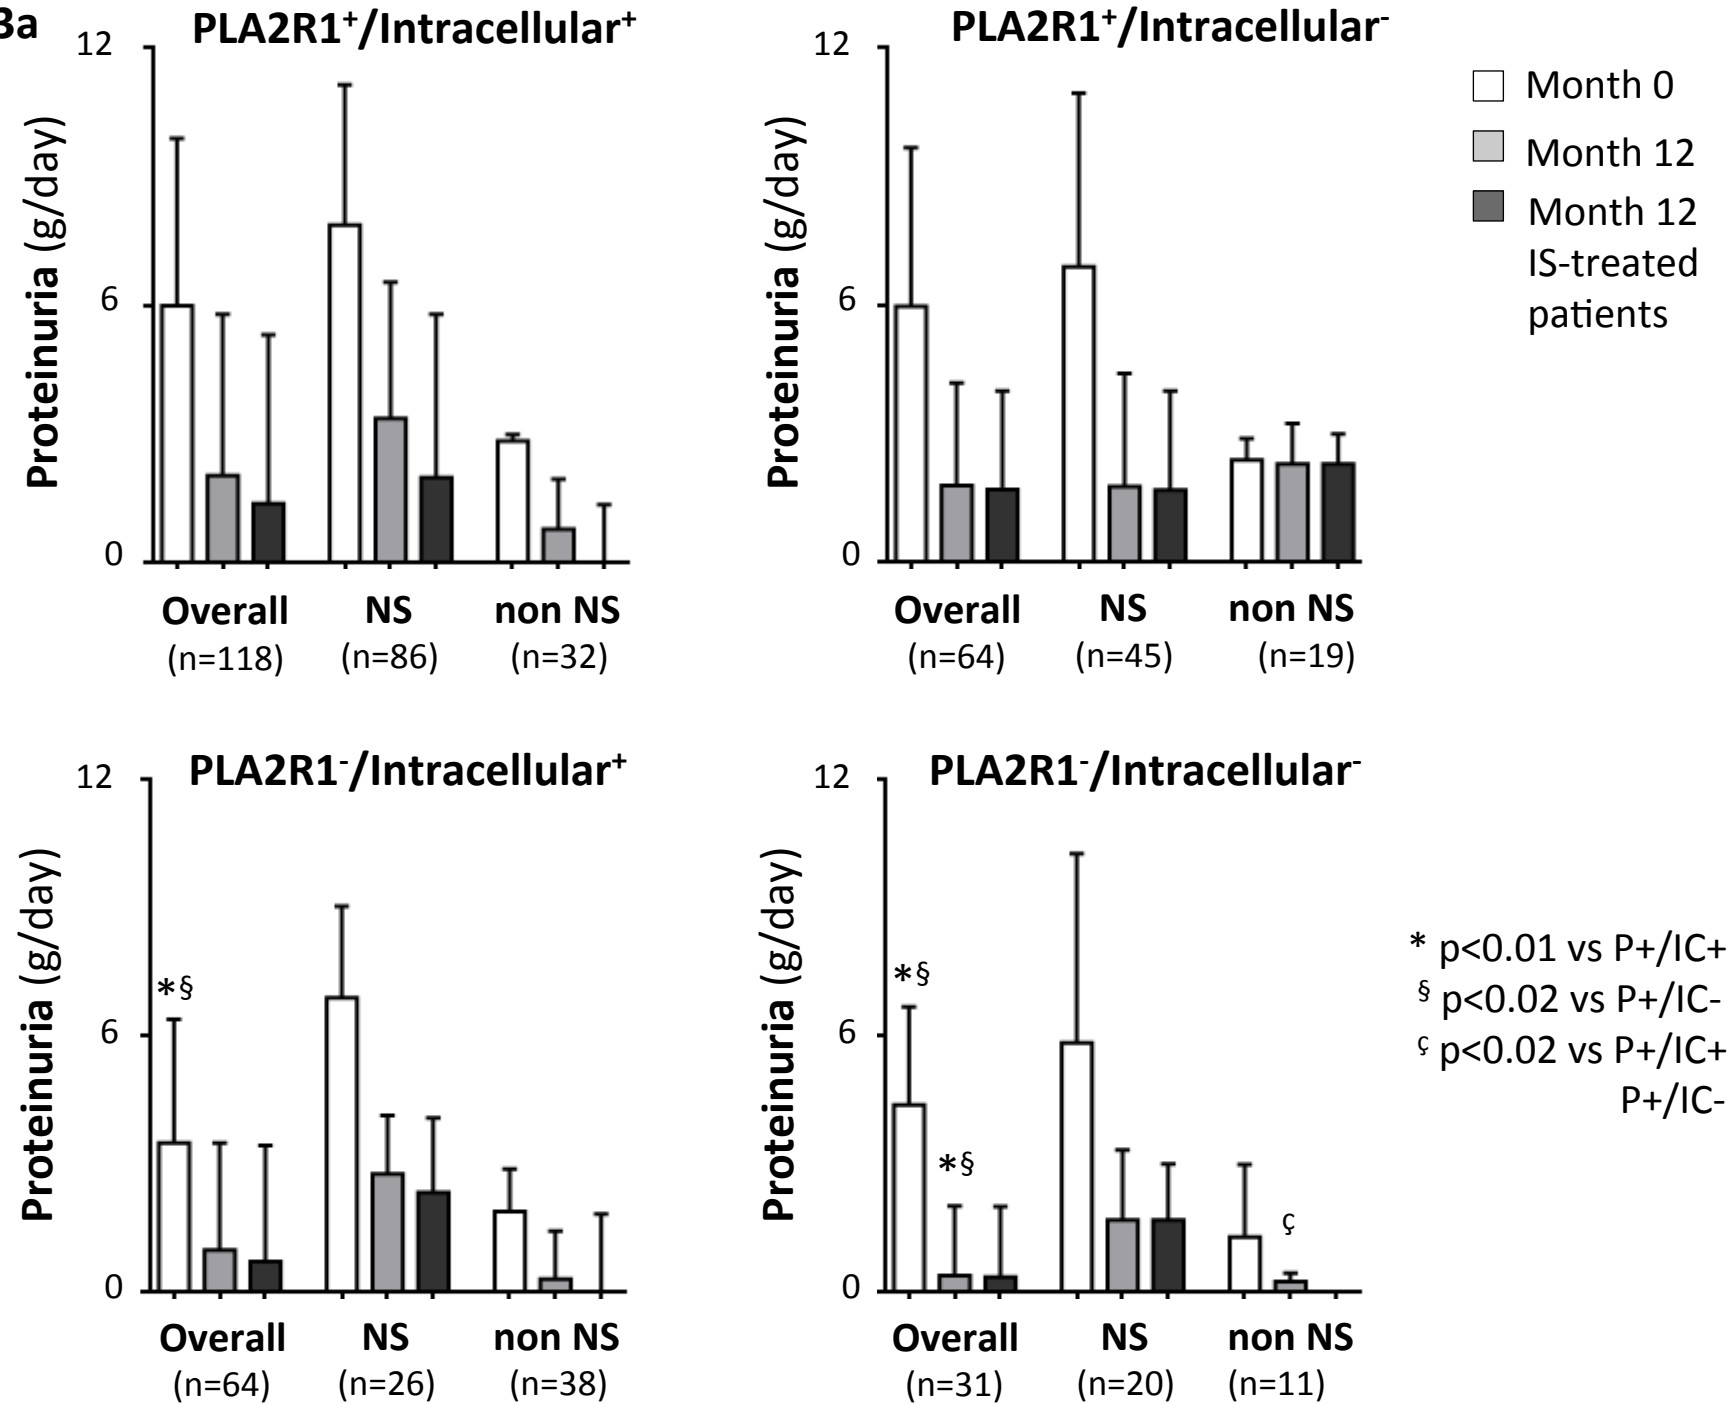 3a
PLA2R1⁺/Intracellular⁺
12
6
0
Proteinuria (g/day)
Overall NS non NS
(n=118) (n=86) (n=32)
PLA2R1⁺/Intracellular⁻
12
6
0
Proteinuria (g/day)
Overall NS non NS
(n=64) (n=45) (n=19)
Month 0
Month 12
Month 12
IS-treated
patients
PLA2R1⁻/Intracellular⁺
12
6
0
Proteinuria (g/day)
*§
Overall NS non NS
(n=64) (n=26) (n=38)
PLA2R1⁻/Intracellular⁻
12
6
0
Proteinuria (g/day)
*§
*§
ç
Overall NS non NS
(n=31) (n=20) (n=11)
* p<0.01 vs P+/IC+
§ p<0.02 vs P+/IC-
ç p<0.02 vs P+/IC+
P+/IC-